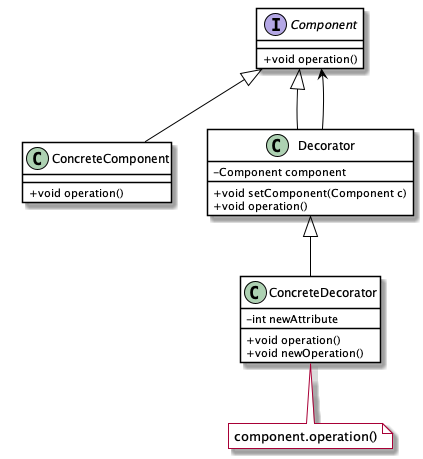 I Component
+void operation()
C ConcreteComponent
+void operation()
C Decorator
-Component component
+void setComponent(Component c)
+void operation()
C ConcreteDecorator
-int newAttribute
+void operation()
+void newOperation()
component.operation()